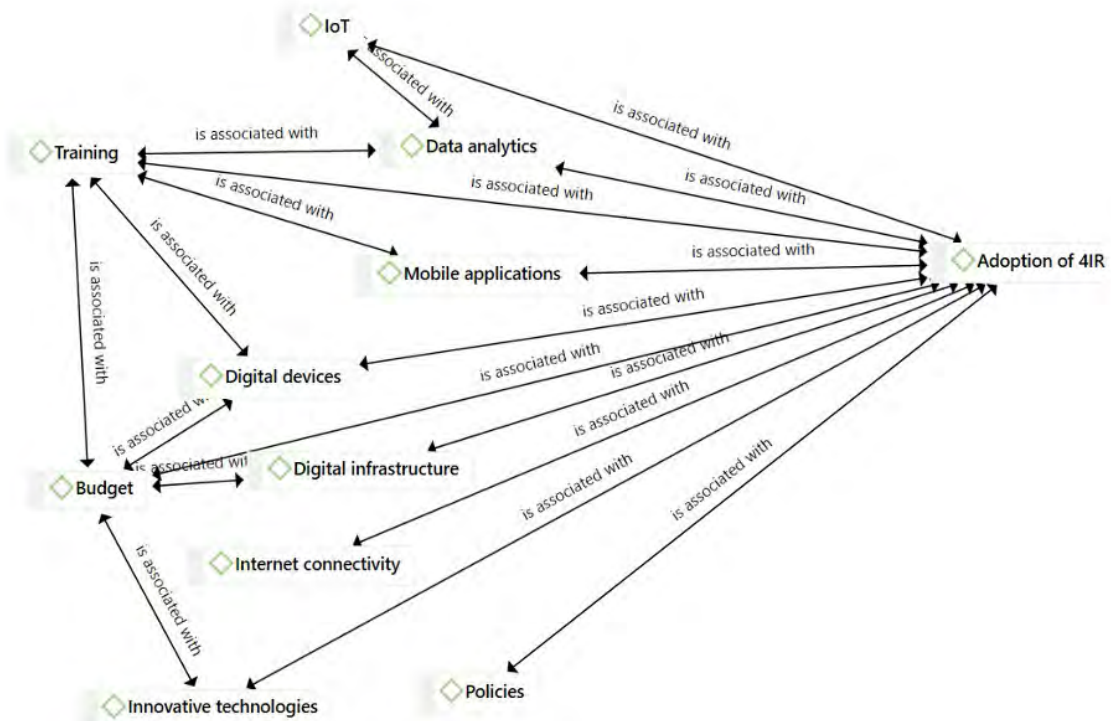 IoT
associated with
is associated with
is associated with
Data analytics
Training
is associated with
is associated with
is associated with
is associated with
Mobile applications
Adoption of 4IR
is associated with
is associated with
is associated with
is associated with
is associated with
Digital devices
is associated
is associated with
is associated
Digital infrastructure
is associated with
Budget
is associated with
is associated with
Internet connectivity
is associated with
Innovative technologies
Policies